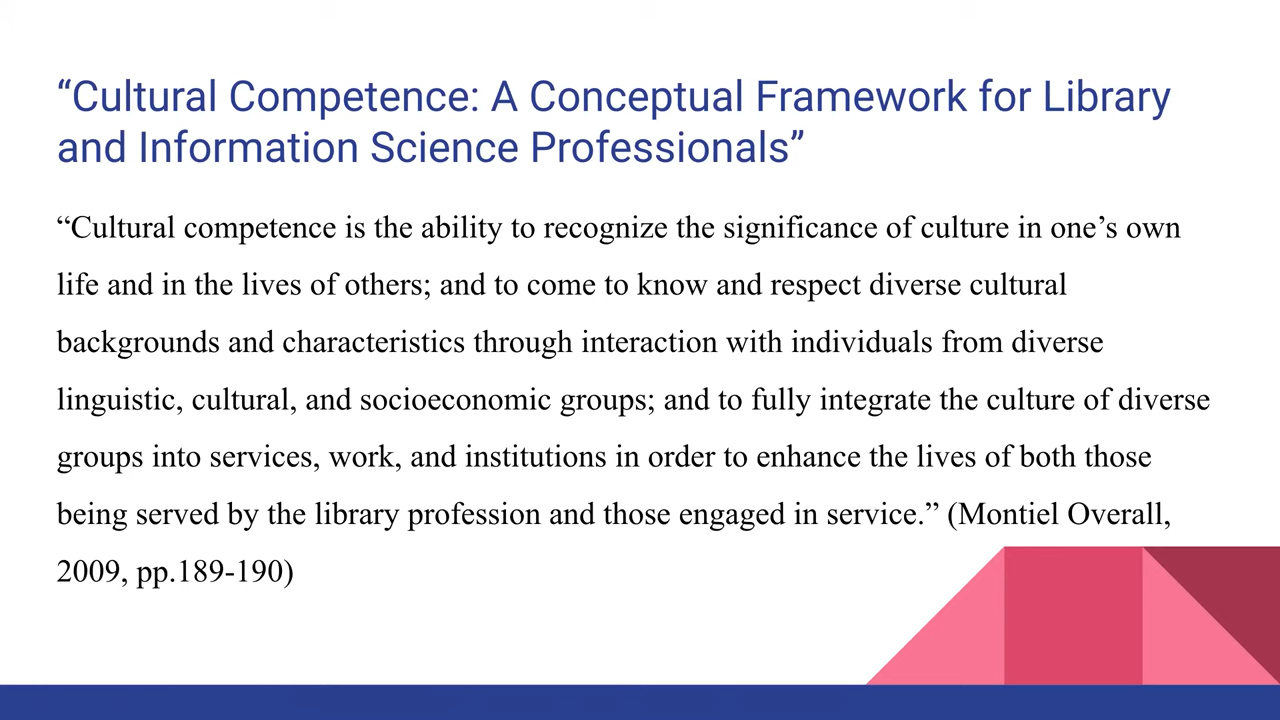 “Cultural Competence: A Conceptual Framework for Library
and Information Science Professionals”
“Cultural competence is the ability to recognize the significance of culture in one’s own
life and in the lives of others; and to come to know and respect diverse cultural
backgrounds and characteristics through interaction with individuals from diverse
linguistic, cultural, and socioeconomic groups; and to fully integrate the culture of diverse
groups into services, work, and institutions in order to enhance the lives of both those
being served by the library profession and those engaged in service.” (Montiel Overall,
2009, pp.189-190)